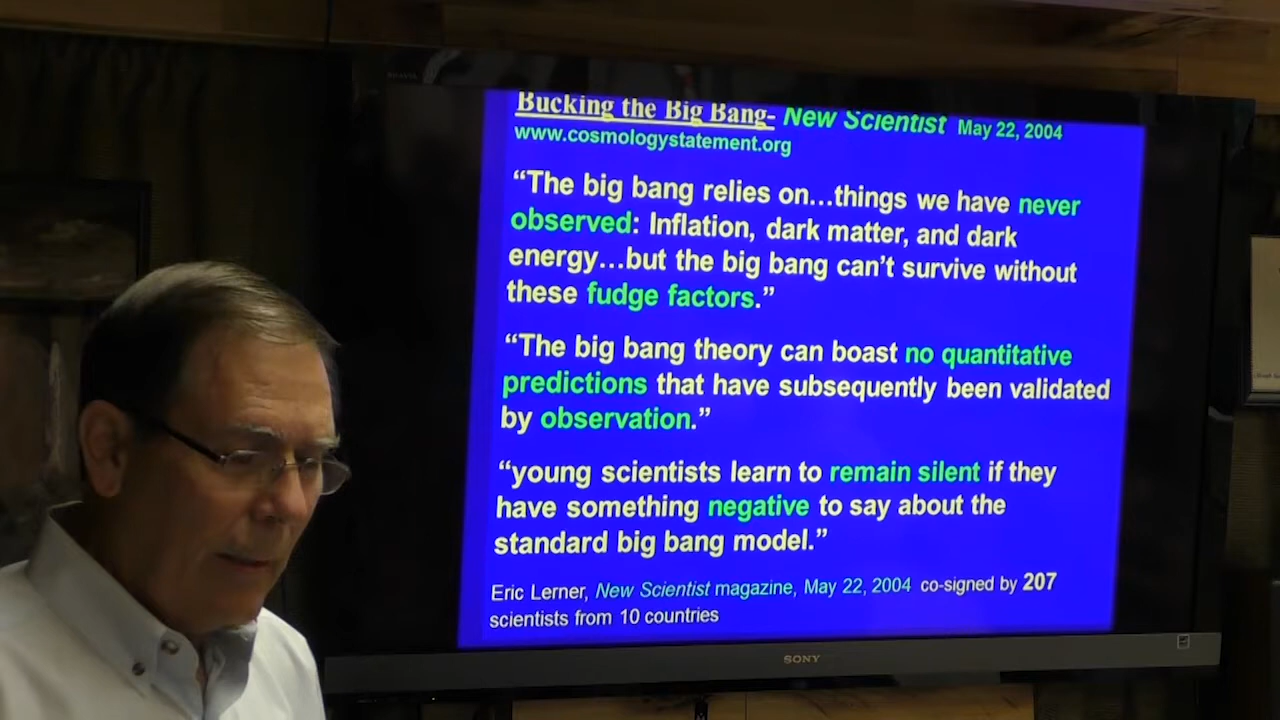 Bucking the Big Bang- New Scientist May 22, 2004
www.cosmologystatement.org
“The big bang relies on…things we have never
observed: Inflation, dark matter, and dark
energy…but the big bang can’t survive without
these fudge factors.”
“The big bang theory can boast no quantitative
predictions that have subsequently been validated
by observation.”
“young scientists learn to remain silent if they
have something negative to say about the
standard big bang model.”
Eric Lerner, New Scientist magazine, May 22, 2004 co-signed by 207
scientists from 10 countries
SONY